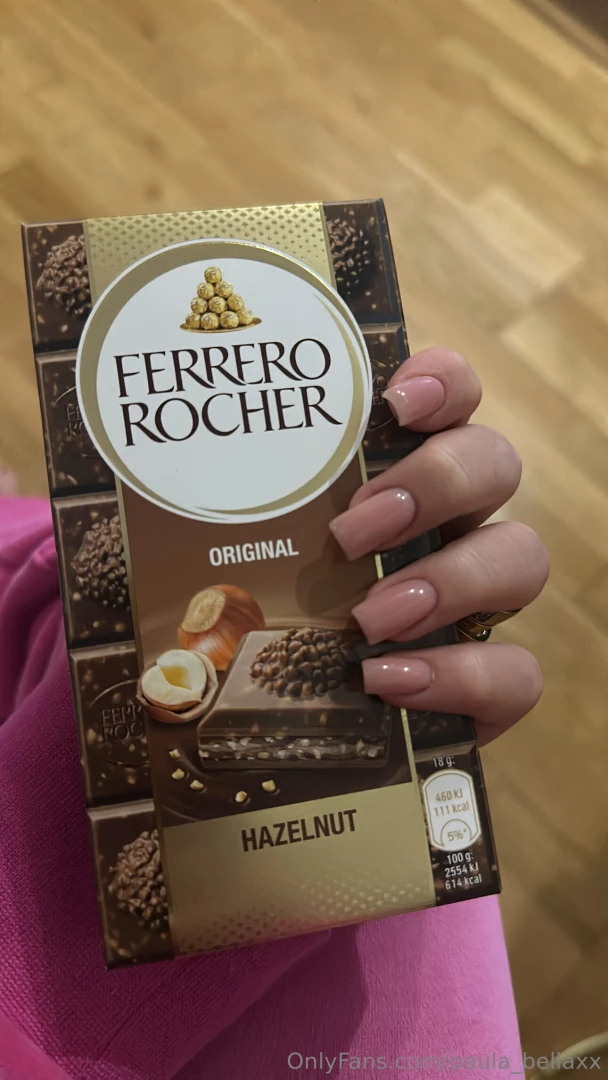 FERRERO
ROCHER
ORIGINAL
HAZELNUT
18 g:
460 kJ
111 kcal
5%*
100 g:
2554 kJ
614 kcal
OnlyFans.com/paula_bellaxx